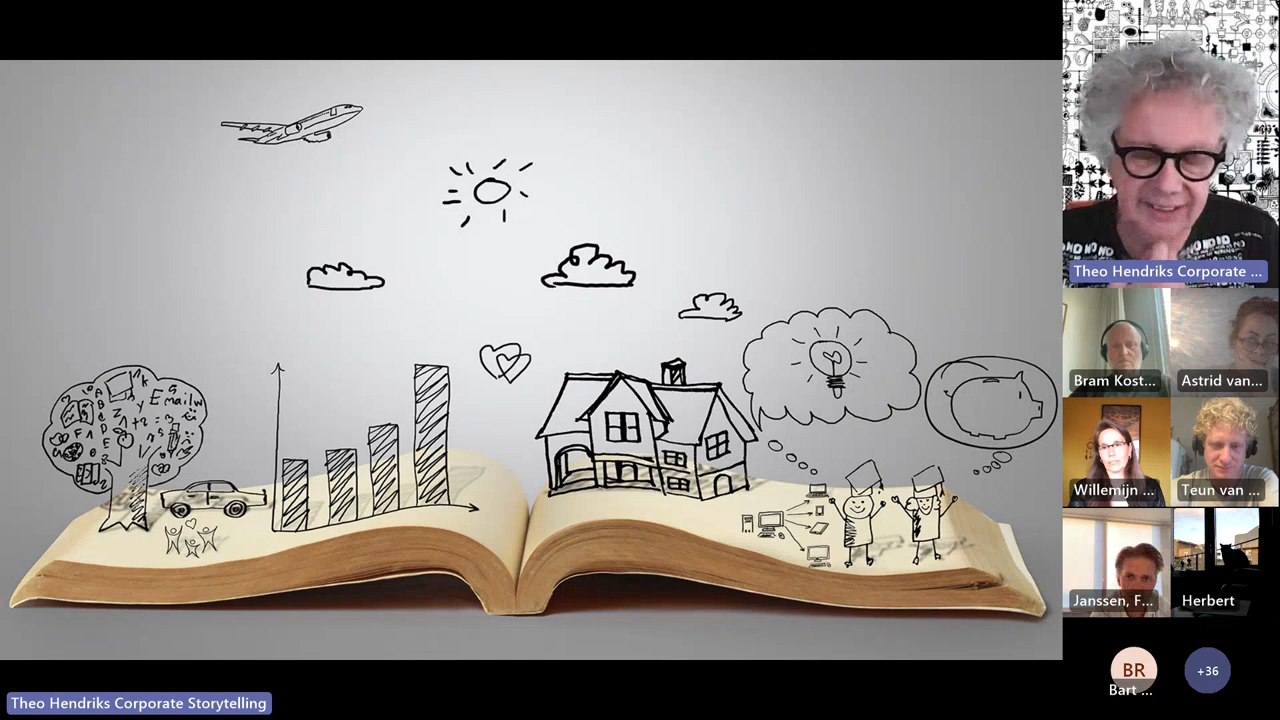 Emailw
Theo Hendriks Corporate ...
Bram Kost...
Astrid van...
Willemijn ...
Teun van ...
Janssen, F...
Herbert
BR
Bart ...
+36
Theo Hendriks Corporate Storytelling